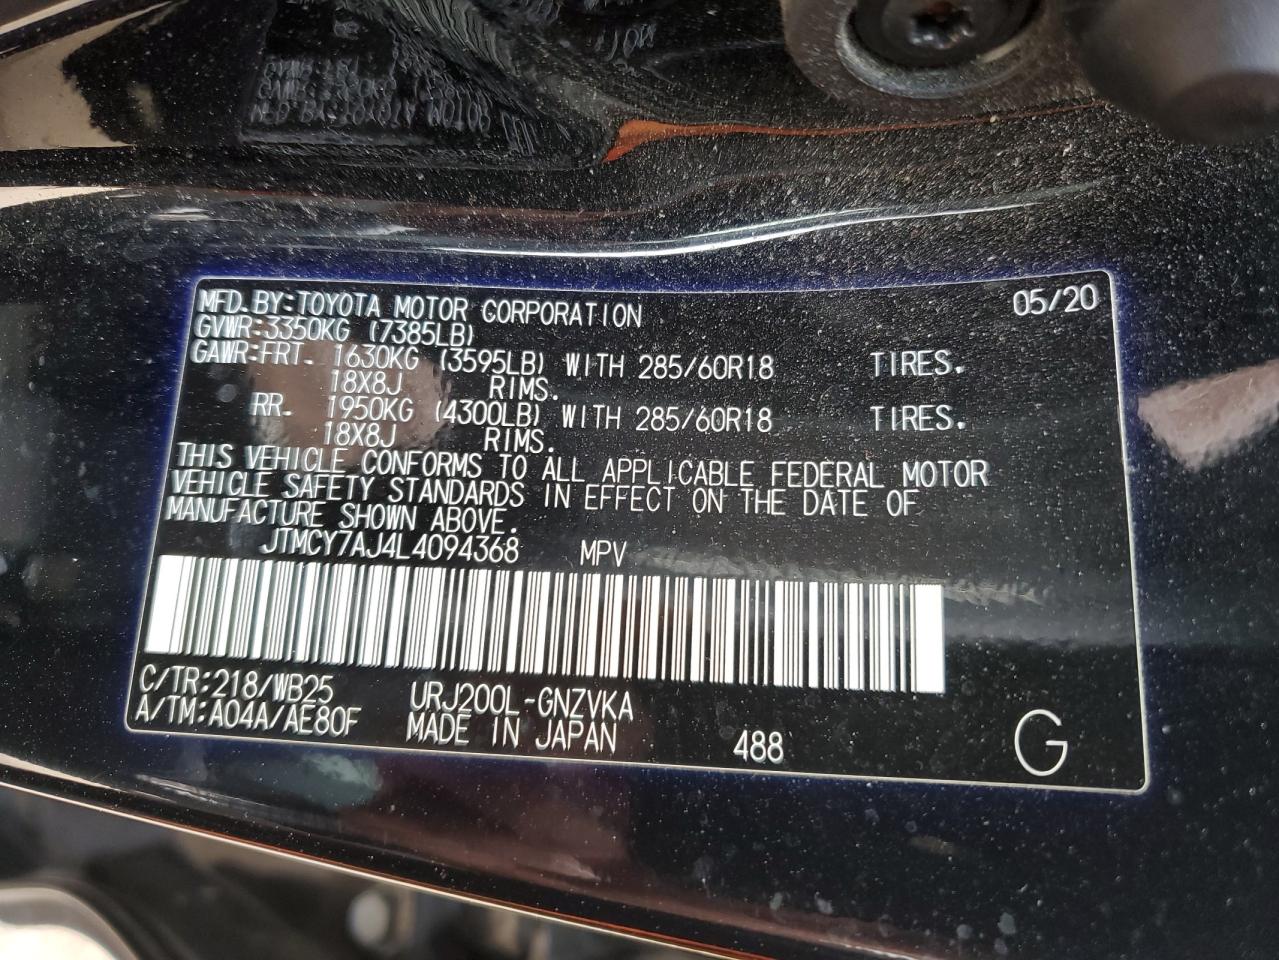 MFD.BY:TOYOTA MOTOR CORPORATION 05/20
GVWR:3350KG (7385LB)
GAWR:FRT. 1630KG (3595LB) WITH 285/60R18 TIRES.
18X8J RIMS.
RR. 1950KG (4300LB) WITH 285/60R18 TIRES.
18X8J RIMS.
THIS VEHICLE CONFORMS TO ALL APPLICABLE FEDERAL MOTOR
VEHICLE SAFETY STANDARDS IN EFFECT ON THE DATE OF
MANUFACTURE SHOWN ABOVE.
JTMCY7AJ4L4094368 MPV
C/TR:218/WB25 URJ200L-GNZVKA
A/TM:A04A/AE80F MADE IN JAPAN 488 G